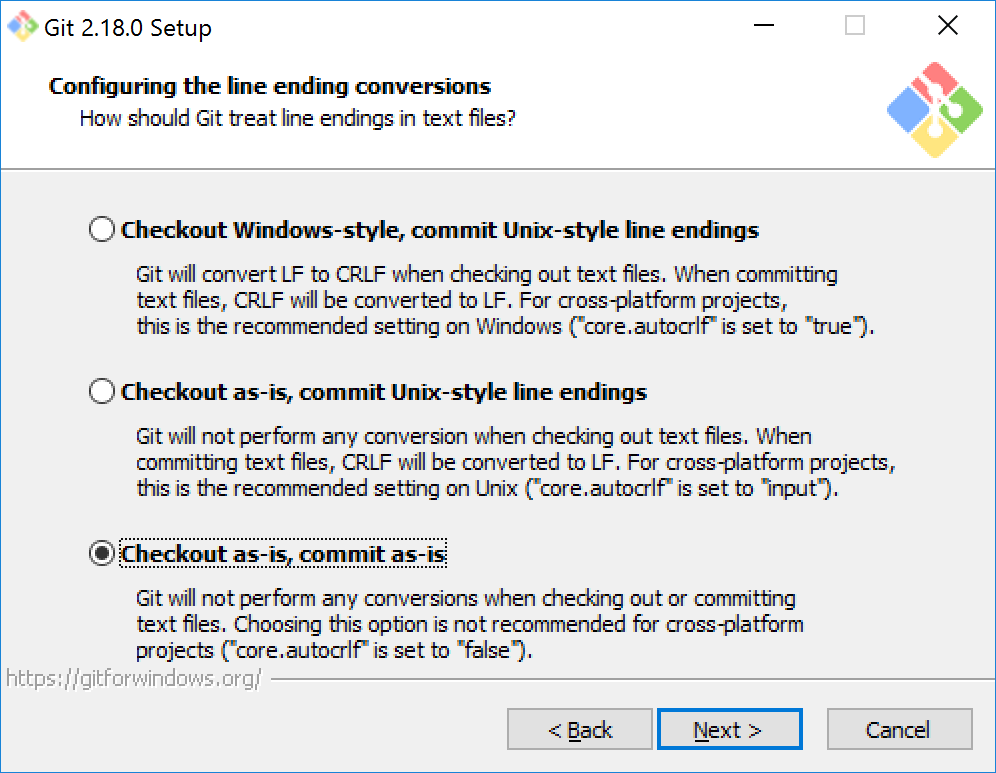 Git 2.18.0 Setup
Configuring the line ending conversions
How should Git treat line endings in text files?
Checkout Windows-style, commit Unix-style line endings
Git will convert LF to CRLF when checking out text files. When committing
text files, CRLF will be converted to LF. For cross-platform projects,
this is the recommended setting on Windows ("core.autocrlf" is set to "true").
Checkout as-is, commit Unix-style line endings
Git will not perform any conversion when checking out text files. When
committing text files, CRLF will be converted to LF. For cross-platform projects,
this is the recommended setting on Unix ("core.autocrlf" is set to "input").
Checkout as-is, commit as-is
Git will not perform any conversions when checking out or committing
text files. Choosing this option is not recommended for cross-platform
projects ("core.autocrlf" is set to "false").
https://gitforwindows.org/
< Back Next > Cancel